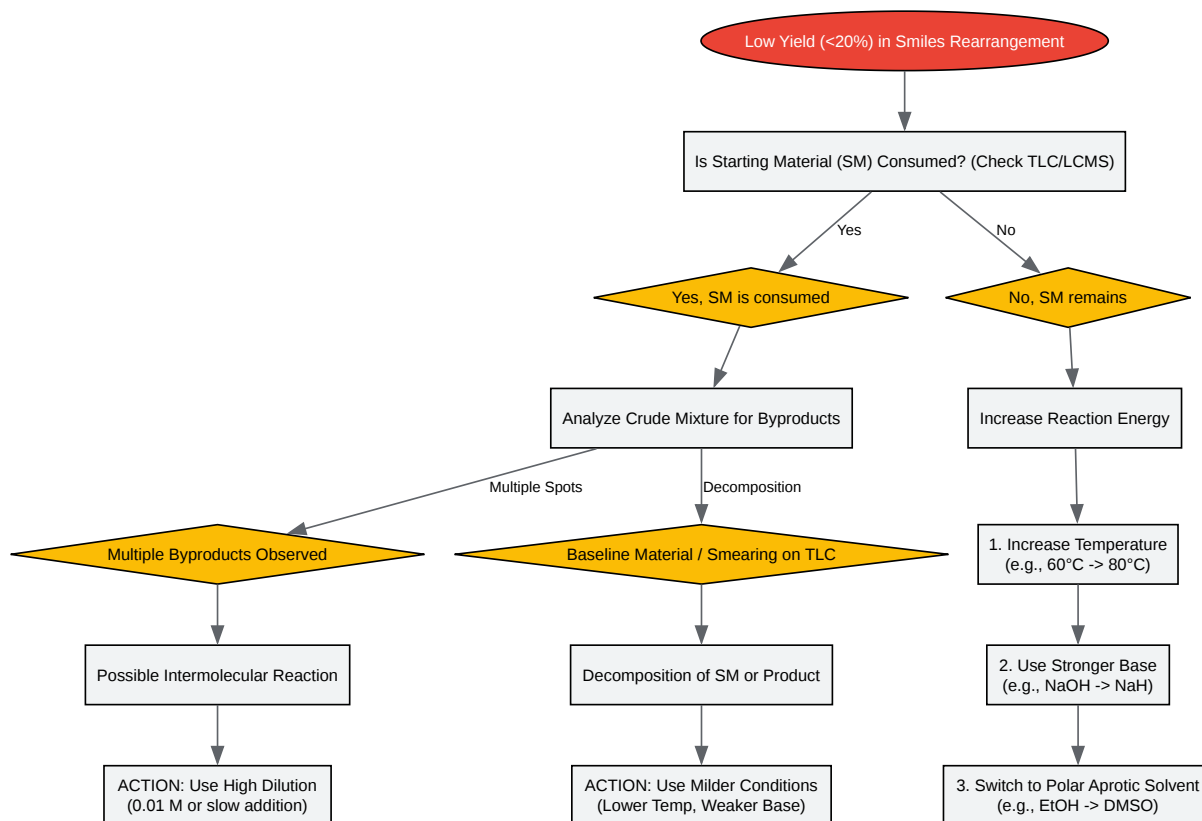 Low Yield (<20%) in Smiles Rearrangement
Is Starting Material (SM) Consumed? (Check TLC/LCMS)
Yes
No
Yes, SM is consumed
No, SM remains
Analyze Crude Mixture for Byproducts
Increase Reaction Energy
Multiple Spots
Decomposition
Multiple Byproducts Observed
Baseline Material / Smearing on TLC
1. Increase Temperature
(e.g., 60°C -> 80°C)
Possible Intermolecular Reaction
Decomposition of SM or Product
2. Use Stronger Base
(e.g., NaOH -> NaH)
ACTION: Use High Dilution
(0.01 M or slow addition)
ACTION: Use Milder Conditions
(Lower Temp, Weaker Base)
3. Switch to Polar Aprotic Solvent
(e.g., EtOH -> DMSO)